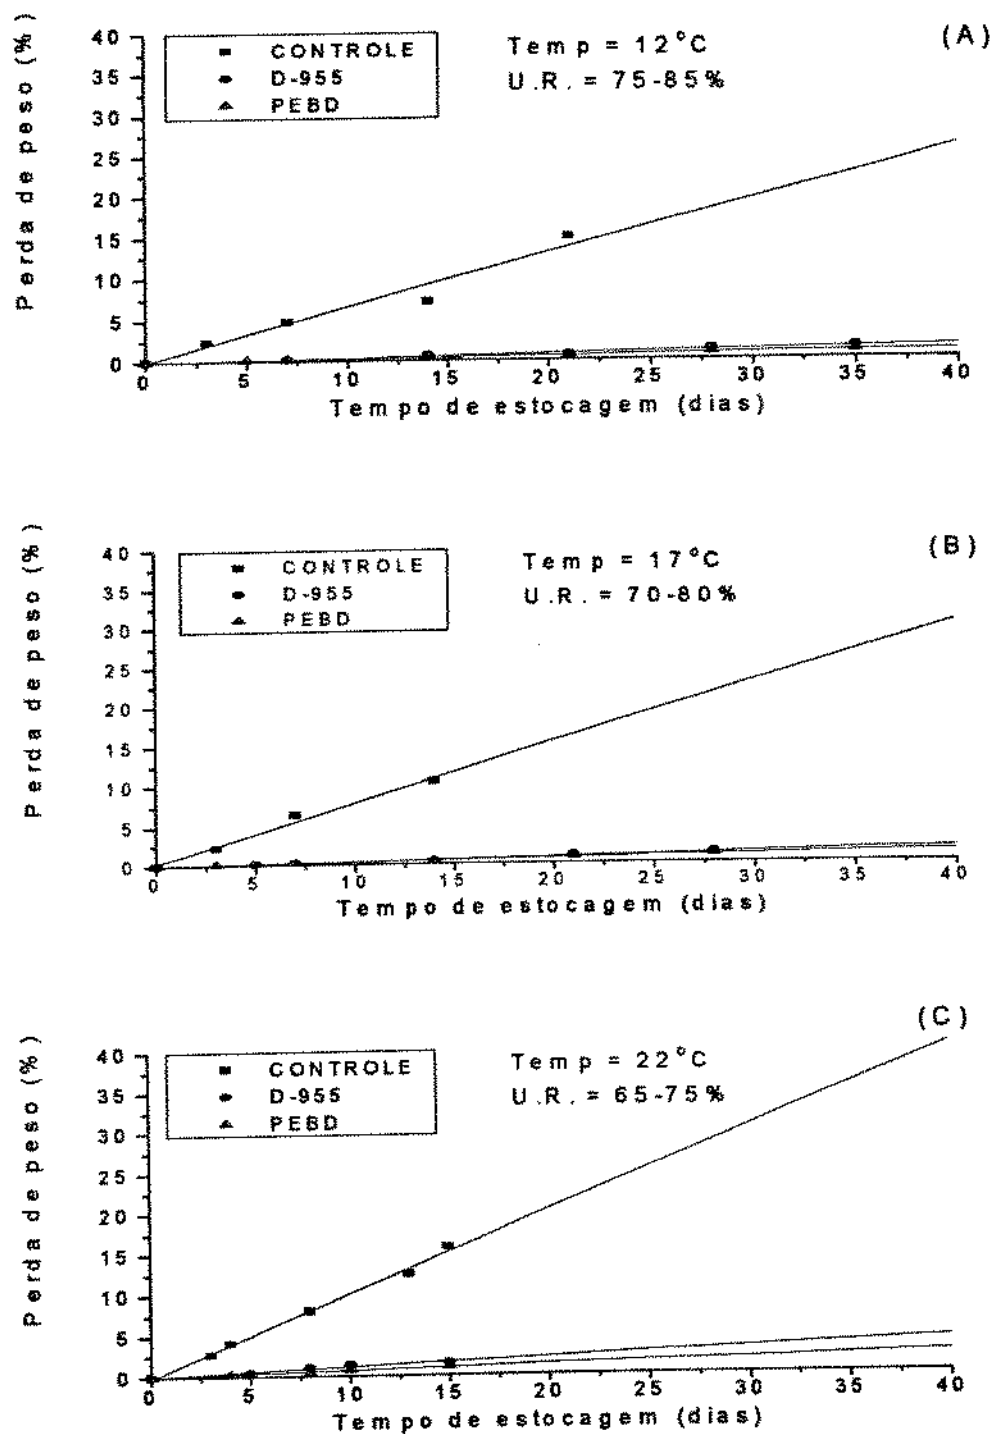 (A)
Temp = 12°C
U.R. = 75-85%
CONTROLE
D-955
PEBD
Perda de peso (%)
40
35
30
25
20
15
10
5
0
0 5 10 15 20 25 30 35 40
Tempo de estocagem (dias)
(B)
Temp = 17°C
U.R. = 70-80%
CONTROLE
D-955
PEBD
Perda de peso (%)
40
35
30
25
20
15
10
5
0
0 5 10 15 20 25 30 35 40
Tempo de estocagem (dias)
(C)
Temp = 22°C
U.R. = 65-75%
CONTROLE
D-955
PEBD
Perda de peso (%)
40
35
30
25
20
15
10
5
0
0 5 10 15 20 25 30 35 40
Tempo de estocagem (dias)